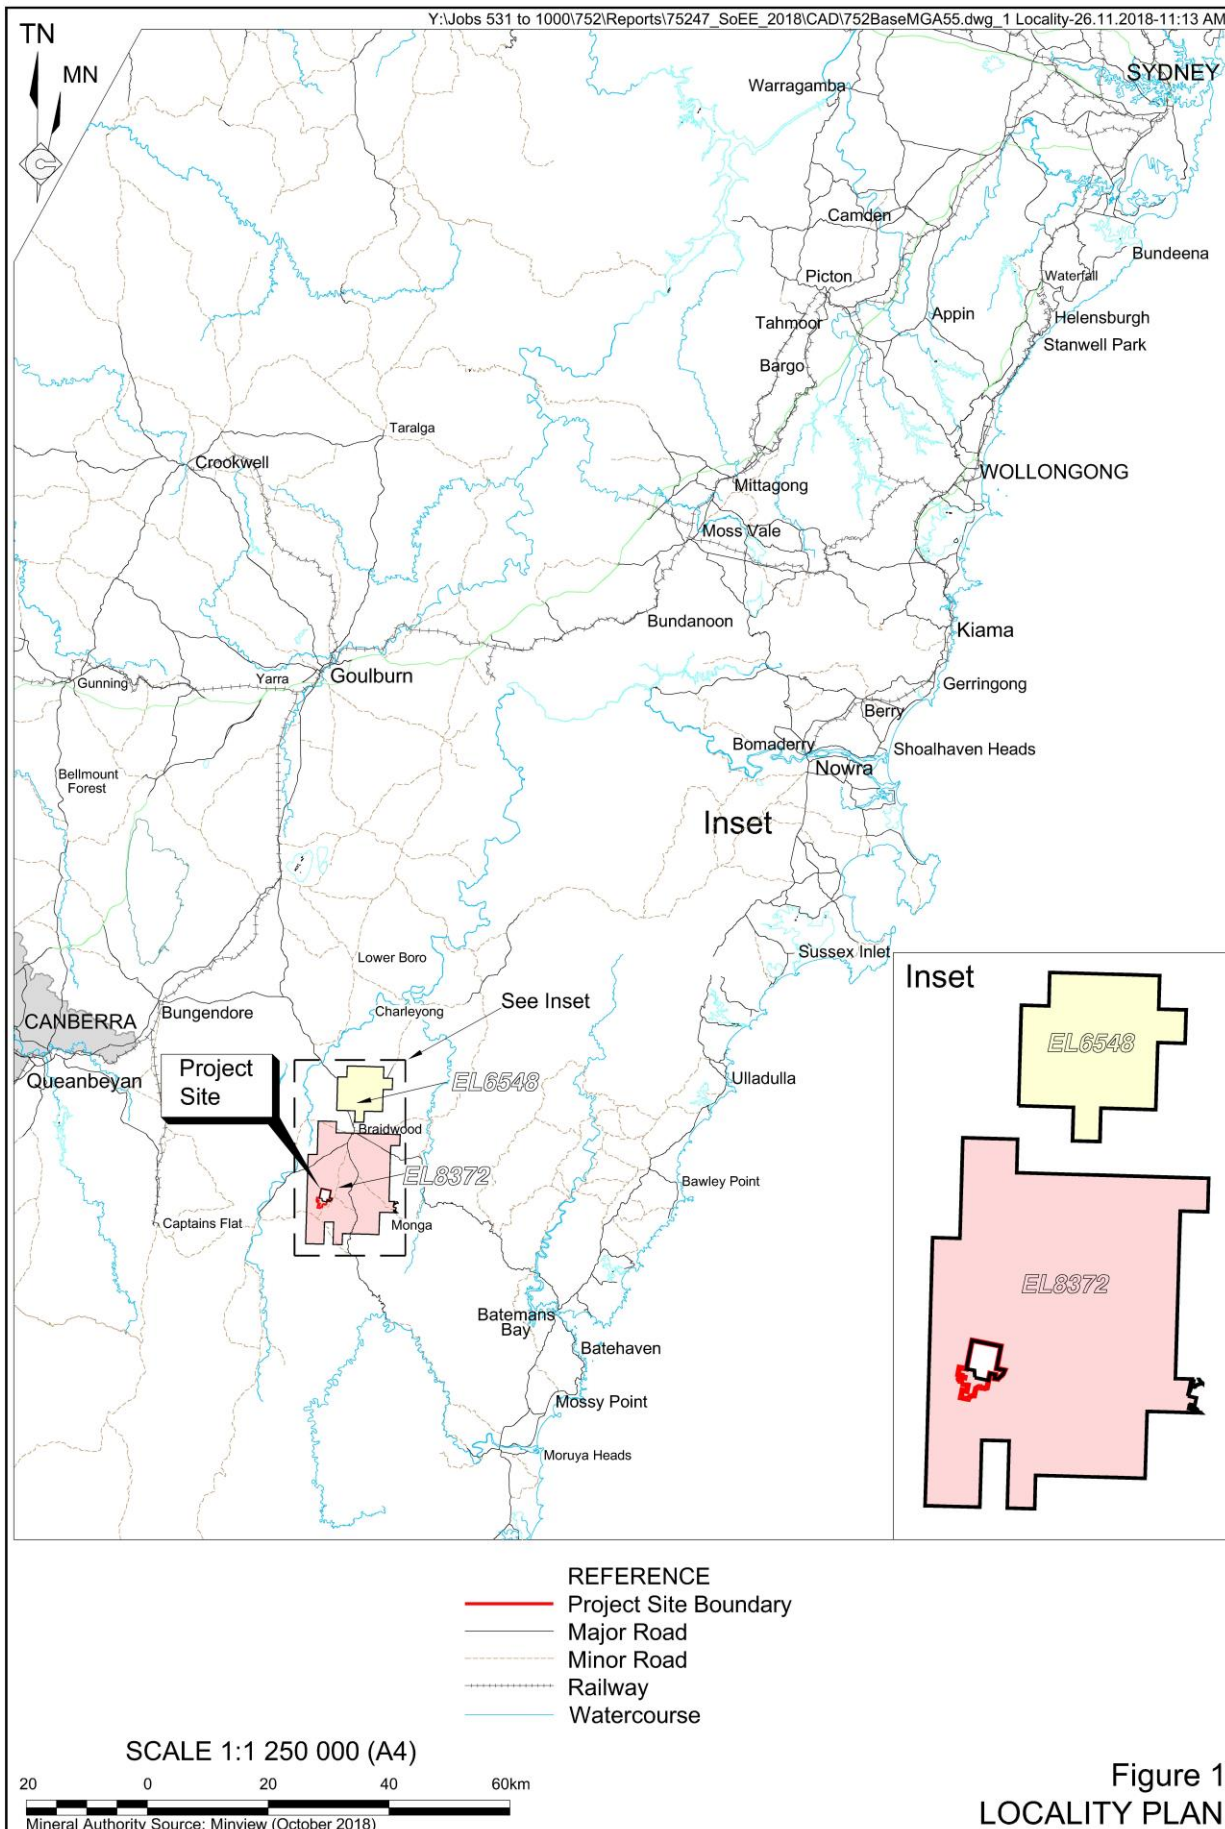 Y:\Jobs 531 to 1000\752\Reports\75247_SoEE_2018\CAD\752BaseMGA55.dwg_1 Locality-26.11.2018-11:13 AM
TN
MN
SYDNEY
Warragamba
Camden
Bundeena
Picton
Waterfall
Appin
Helensburgh
Tahmoor
Stanwell Park
Bargo
Taralga
Crookwell
WOLLONGONG
Mittagong
Moss Vale
Bundanoon
Kiama
Goulburn
Yarra
Gunning
Gerringong
Berry
Bomaderry
Shoalhaven Heads
Nowra
Bellmount
Forest
Inset
Sussex Inlet
Lower Boro
See Inset
Charleyong
Bungendore
CANBERRA
Project
Site
Queanbeyan
EL6548
Ulladulla
Braidwood
EL8372
Bawley Point
Captains Flat
Monga
Batemans
Bay
Batehaven
Mossy Point
Moruya Heads
Inset
EL6548
EL8372
REFERENCE
Project Site Boundary
Major Road
Minor Road
Railway
Watercourse
SCALE 1:1 250 000 (A4)
20 0 20 40 60km
Mineral Authority Source: Minview (October 2018)
Figure 1
LOCALITY PLAN